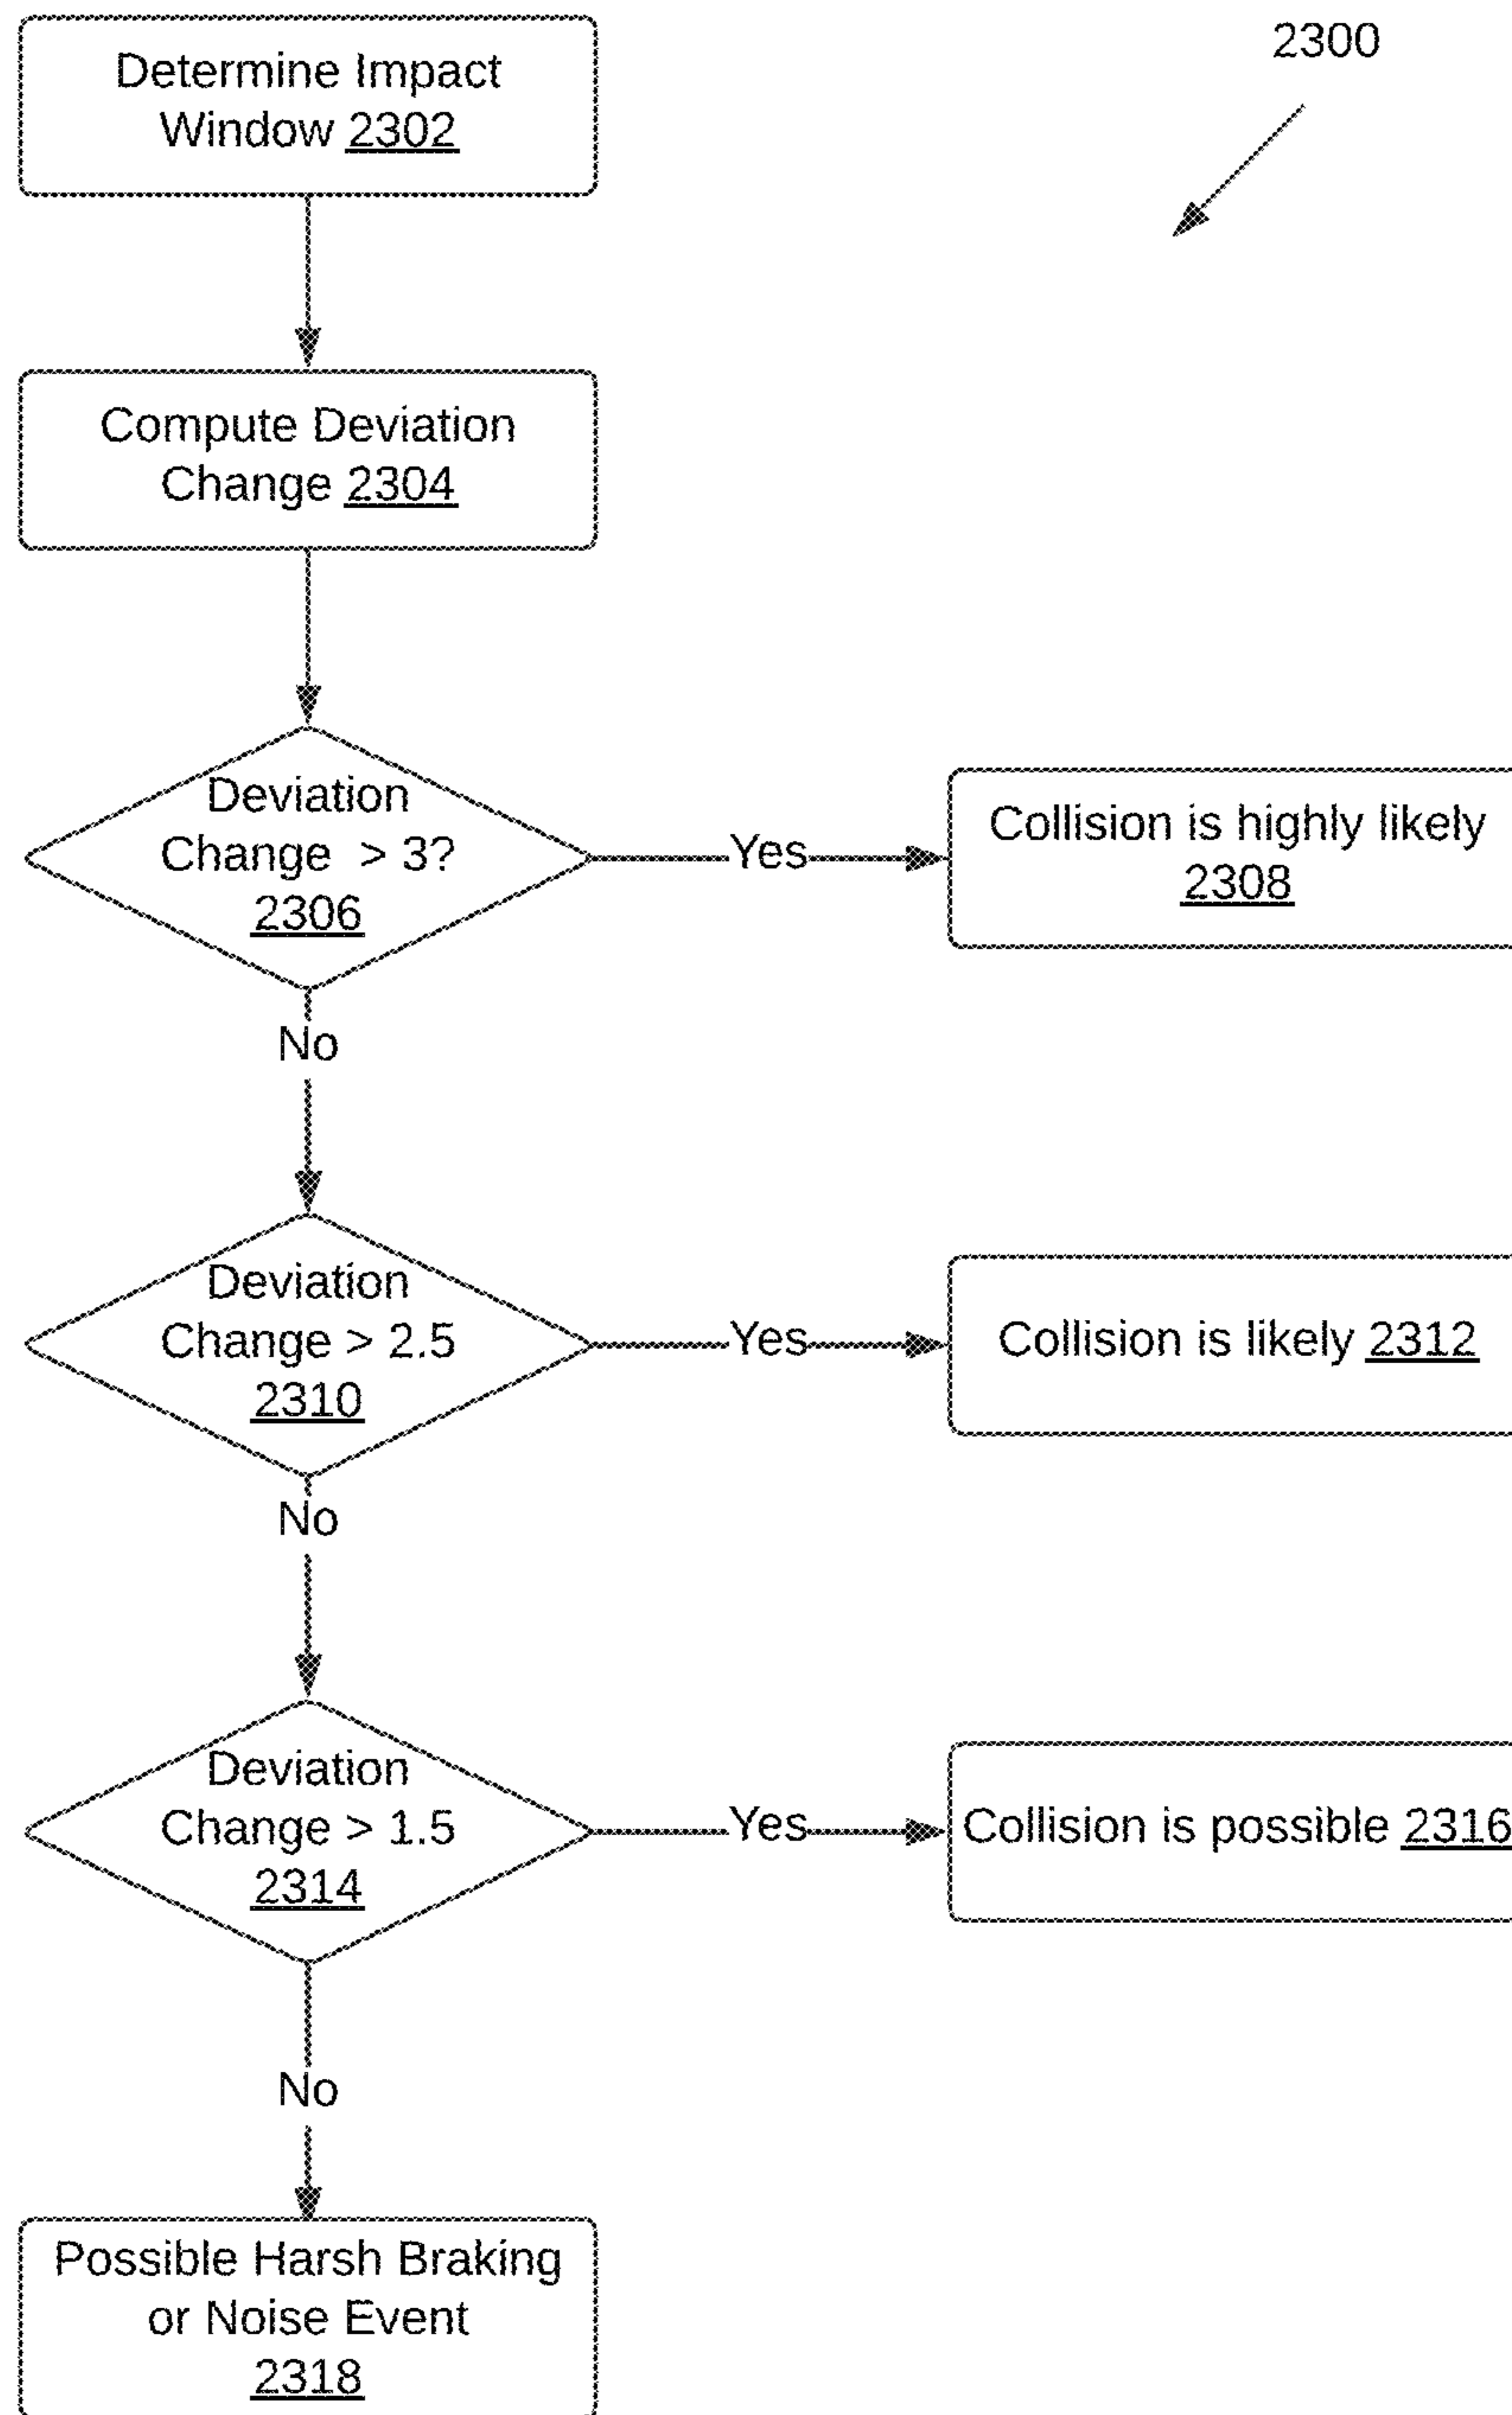 Determine Impact
Window 2302
2300
Compute Deviation
Change 2304
Deviation
Change > 3?
2306
Yes
Collision is highly likely
2308
No
Deviation
Change > 2.5
2310
Yes
Collision is likely 2312
No
Deviation
Change > 1.5
2314
Yes
Collision is possible 2316
No
Possible Harsh Braking
or Noise Event
2318